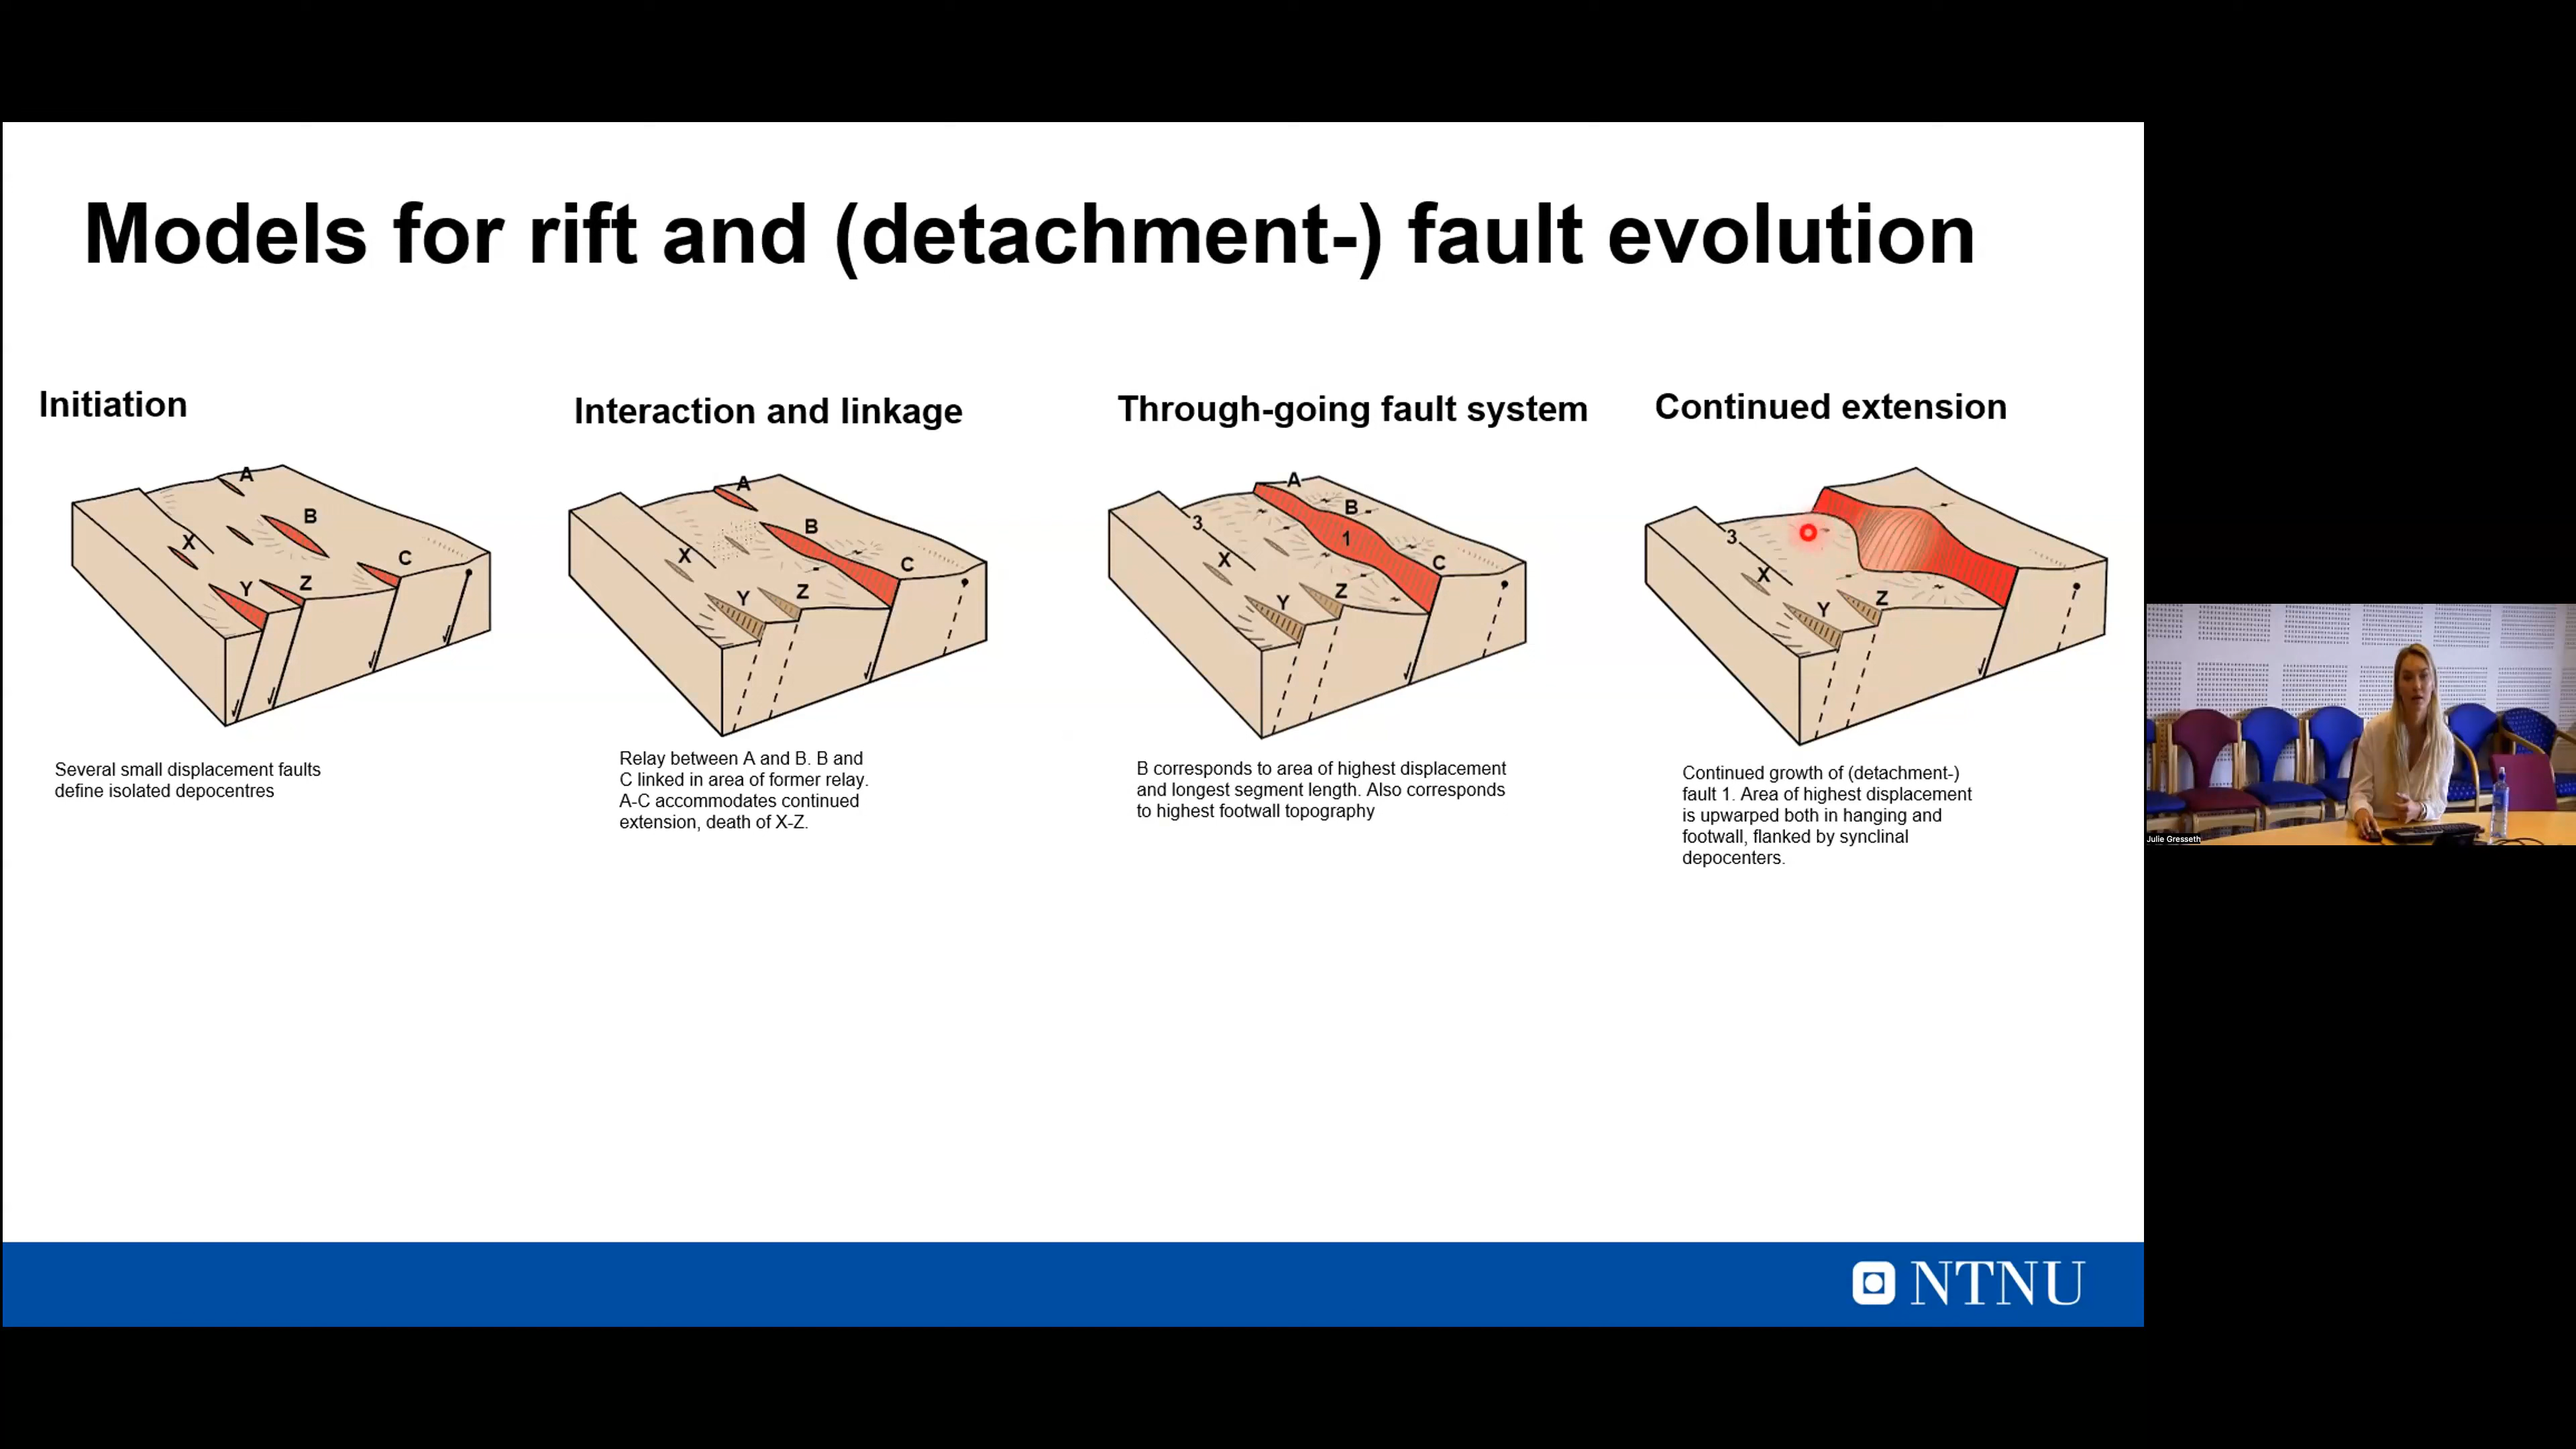 Models for rift and (detachment-) fault evolution
Initiation
A
B
X
C
Y
Z
Several small displacement faults
define isolated depocentres
Interaction and linkage
A
B
X
C
Y
Z
Relay between A and B. B and
C linked in area of former relay.
A-C accommodates continued
extension, death of X-Z.
Through-going fault system
A
B
3
1
X
C
Y
Z
B corresponds to area of highest displacement
and longest segment length. Also corresponds
to highest footwall topography
Continued extension
3
X
Y
Z
Continued growth of (detachment-)
fault 1. Area of highest displacement
is upwarped both in hanging and
footwall, flanked by synclinal
depocenters.
NTNU
Julie Gresseth